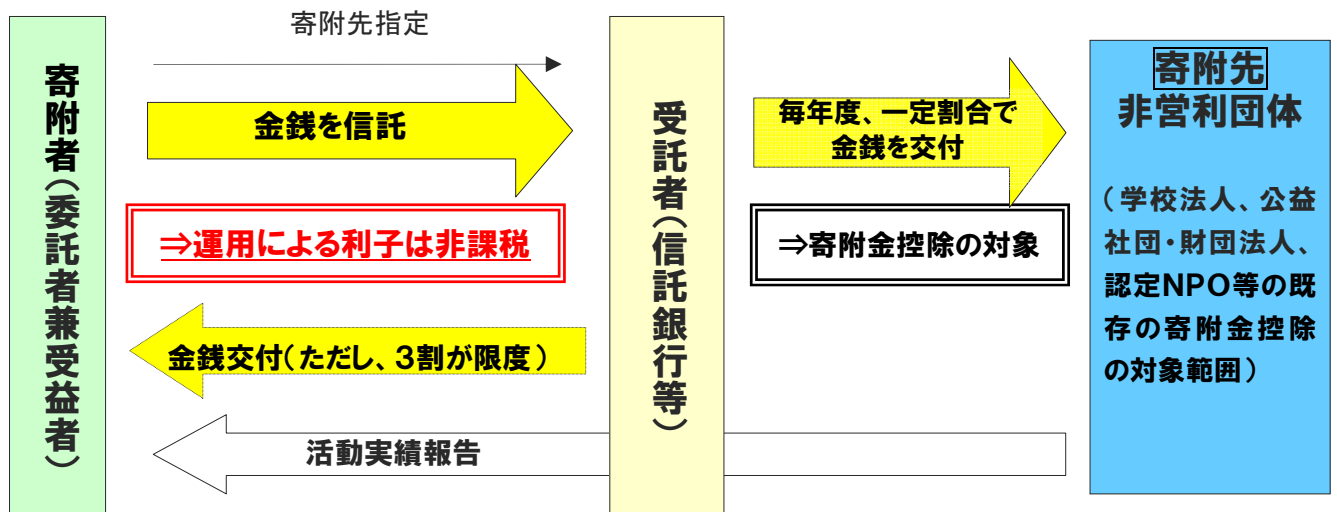 寄附先指定
寄附者(委託者兼受益者)
金銭を信託
⇒運用による利子は非課税
金銭交付(ただし、3割が限度)
活動実績報告
受託者(信託銀行等)
毎年度、一定割合で
金銭を交付
⇒寄附金控除の対象
寄附先
非営利団体
(学校法人、公益
社団・財団法人、
認定NPO等の既
存の寄附金控除
の対象範囲)